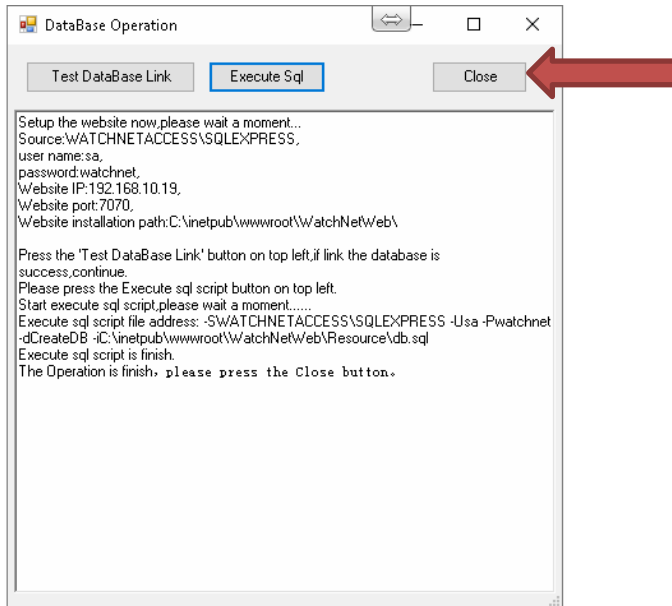 DataBase Operation
Test DataBase Link
Execute Sql
Close
Setup the website now,please wait a moment...
Source:WATCHNETACCESS\SQLEXPRESS,
user name:sa,
password:watchnet,
Website IP:192.168.10.19,
Website port:7070,
Website installation path:C:\inetpub\wwwroot\WatchNetWeb\
Press the 'Test DataBase Link' button on top left,if link the database is
success,continue.
Please press the Execute sql script button on top left.
Start execute sql script,please wait a moment......
Execute sql script file address: -SWATCHNETACCESS\SQLEXPRESS -Usa -Pwatchnet
-dCreateDB -iC:\inetpub\wwwroot\WatchNetWeb\Resource\db.sql
Execute sql script is finish.
The Operation is finish，please press the Close button。